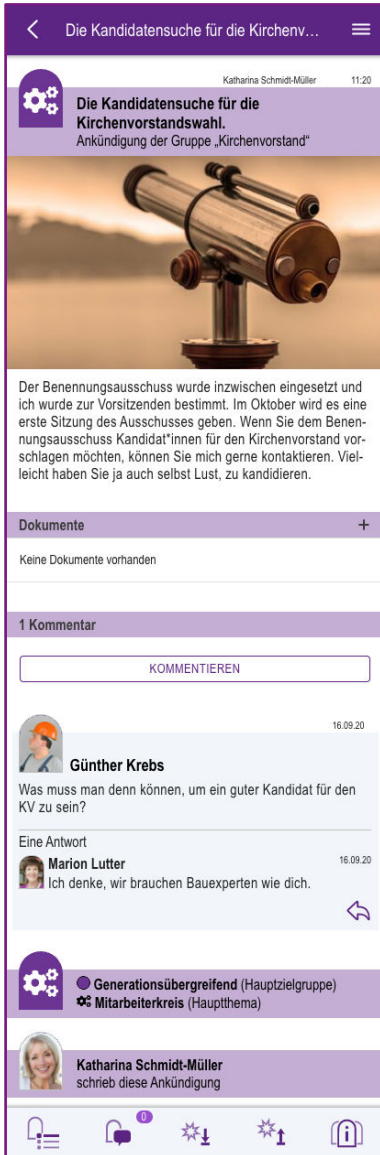 Die Kandidatensuche für die Kirchenv...
Katharina Schmidt-Müller 11:20
Die Kandidatensuche für die
Kirchenvorstandswahl.
Ankündigung der Gruppe „Kirchenvorstand"
Der Benennungsausschuss wurde inzwischen eingesetzt und
ich wurde zur Vorsitzenden bestimmt. Im Oktober wird es eine
erste Sitzung des Ausschusses geben. Wenn Sie dem Benen-
nungsausschuss Kandidat*innen für den Kirchenvorstand vor-
schlagen möchten, können Sie mich gerne kontaktieren. Viel-
leicht haben Sie ja auch selbst Lust, zu kandidieren.
Dokumente +
Keine Dokumente vorhanden
1 Kommentar
KOMMENTIEREN
16.09.20
Günther Krebs
Was muss man denn können, um ein guter Kandidat für den
KV zu sein?
Eine Antwort
Marion Lutter 16.09.20
Ich denke, wir brauchen Bauexperten wie dich.
Generationsübergreifend (Hauptzielgruppe)
Mitarbeiterkreis (Hauptthema)
Katharina Schmidt-Müller
schrieb diese Ankündigung
0